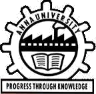 ANNA UNIVERSITY
PROGRESS THROUGH KNOWLEDGE